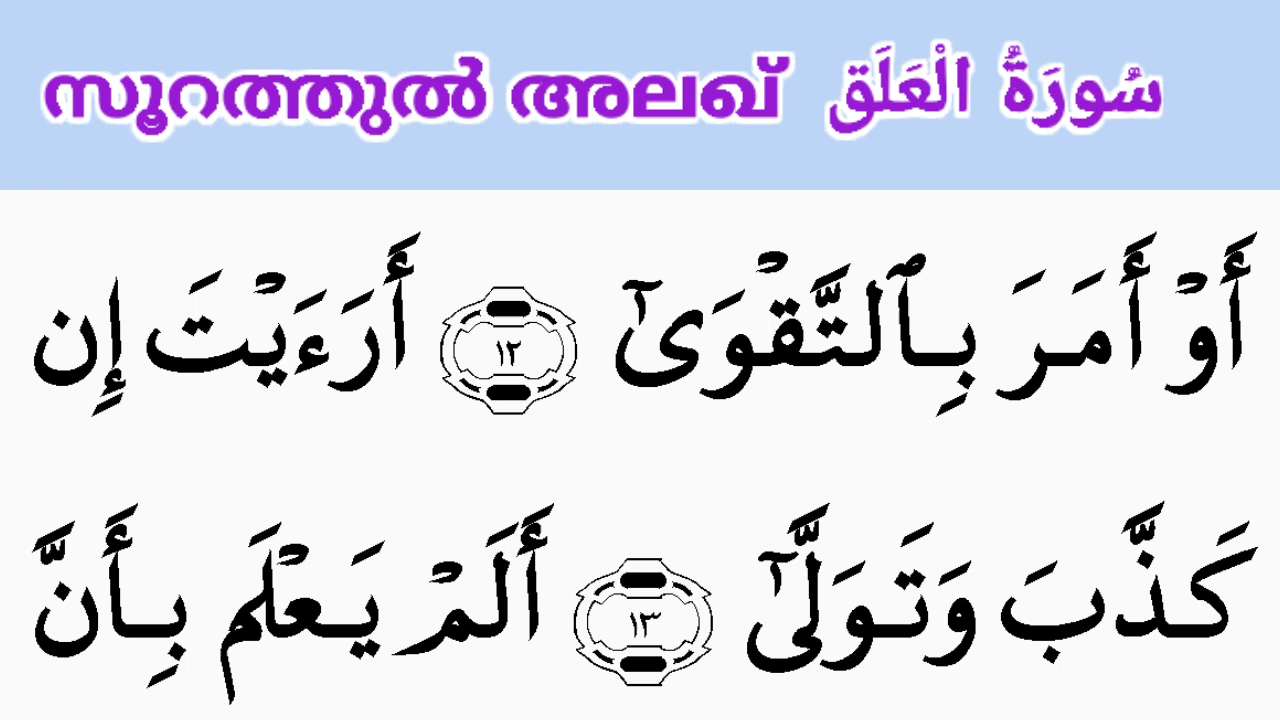 സൂറത്തുൽ അലഖ് سُورَةُ الْعَلَق
أَوْ أَمَرَ بِٱلتَّقْوَىٰٓ ١٢ أَرَءَيْتَ إِن
كَذَّبَ وَتَوَلَّىٰٓ ١٣ أَلَمْ يَعْلَم بِأَنَّ